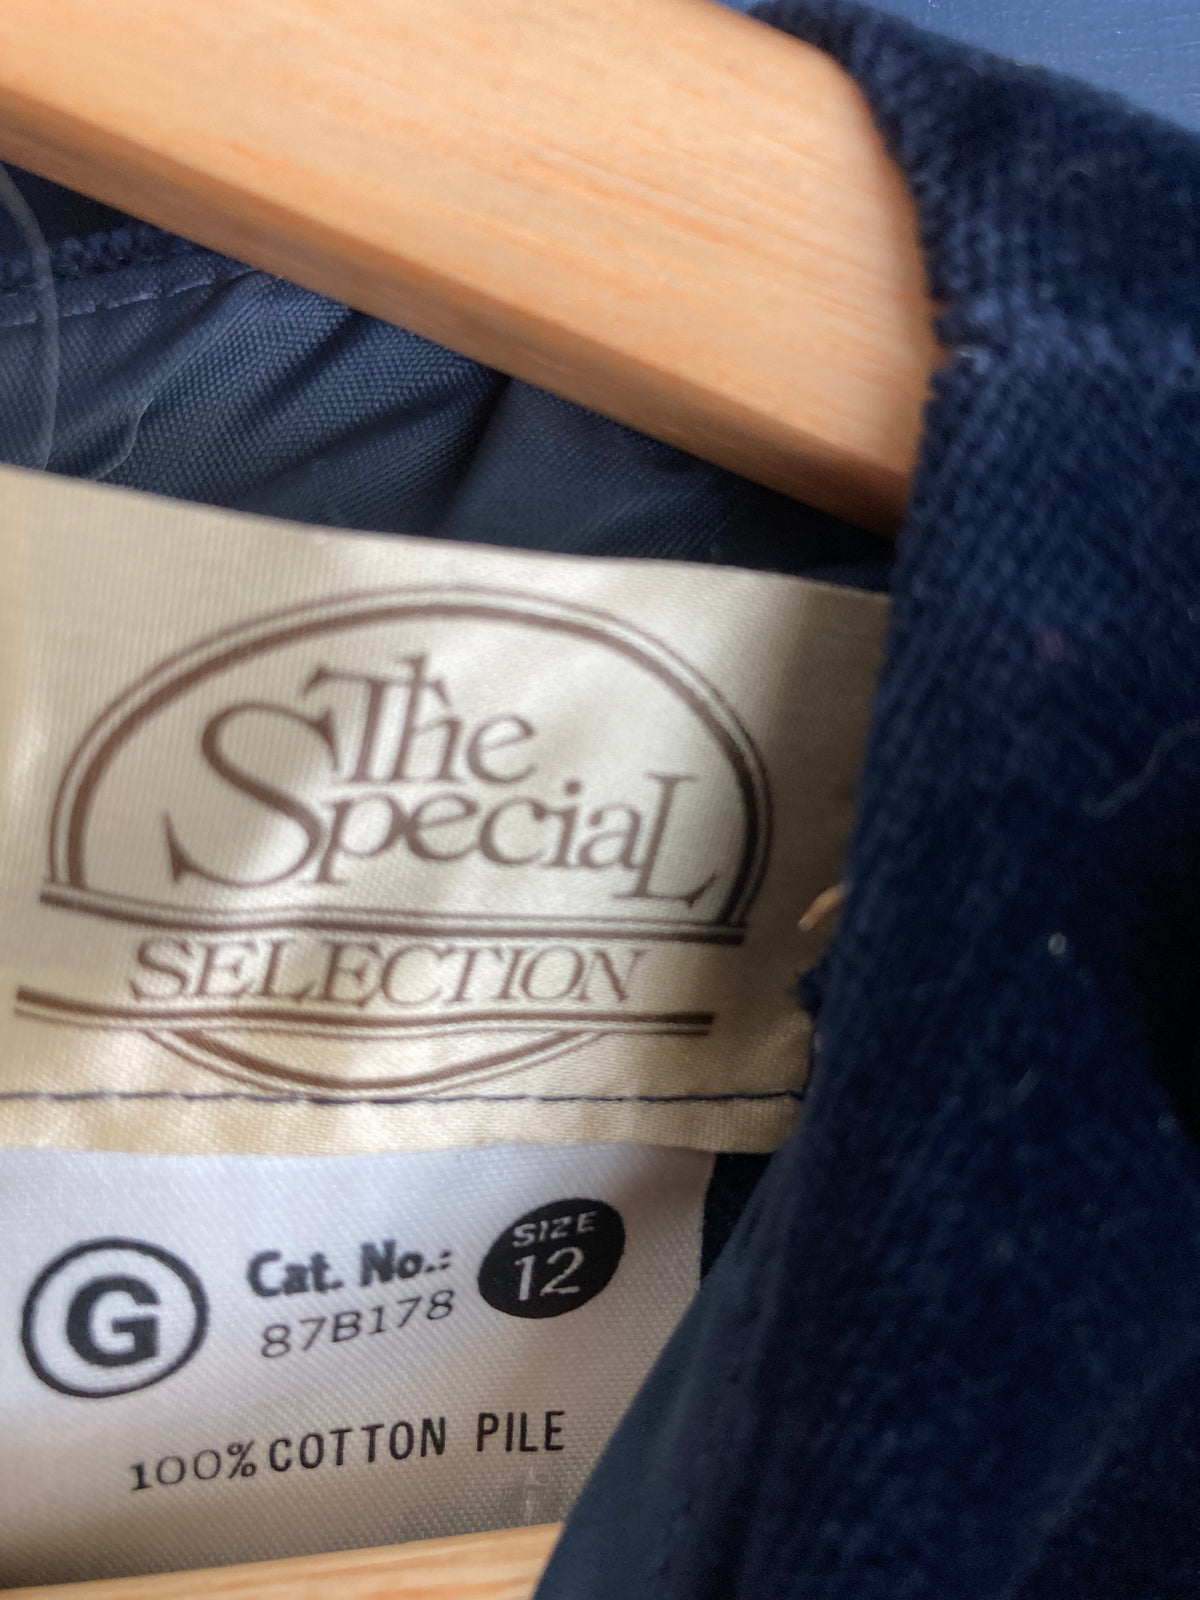 The
Special
SELECTION
G
Cat. No.:
87B178
SIZE
12
100% COTTON PILE